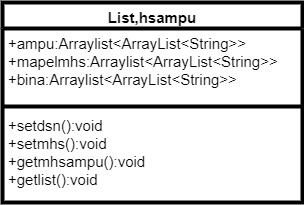 List,hsampu
+ampu:Arraylist<ArrayList<String>>
+mapelmhs:Arraylist<ArrayList<String>>
+bina:Arraylist<ArrayList<String>>
+setdsn():void
+setmhs():void
+getmhsampu():void
+getlist():void